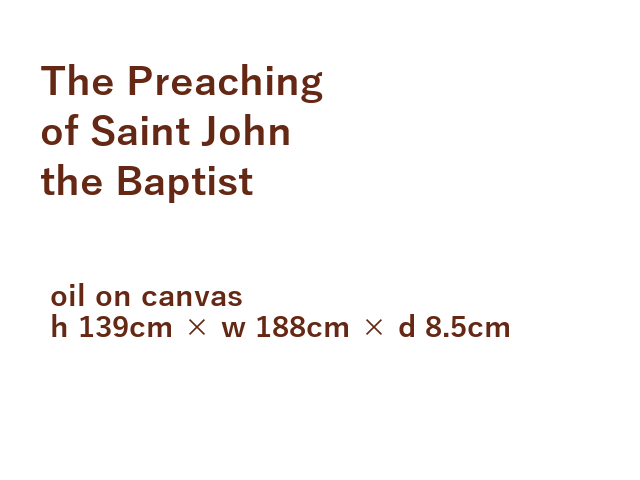 The Preaching
of Saint John
the Baptist
oil on canvas
h 139cm × w 188cm × d 8.5cm